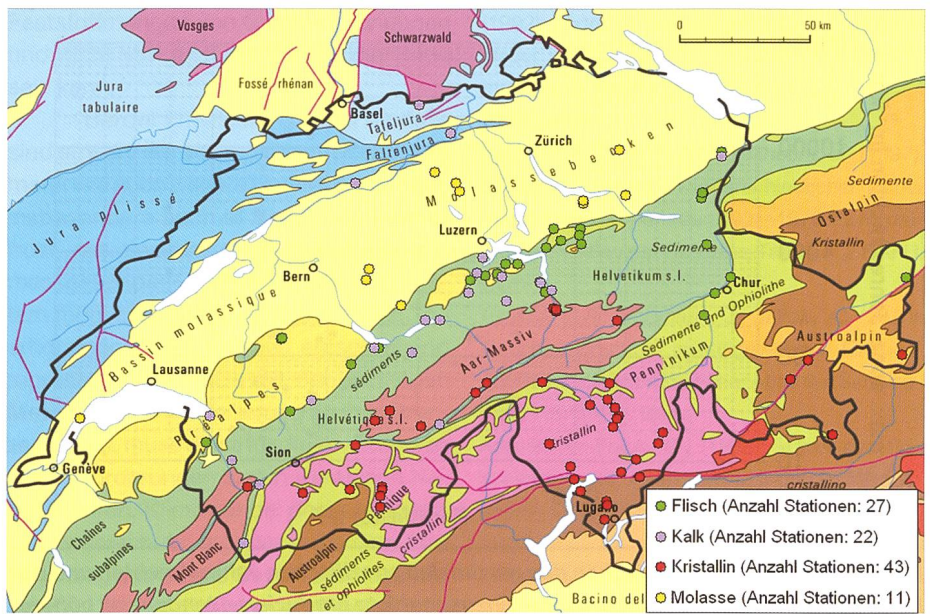 Vosges
Schwarzwald
0 50 km
Jura
tabulaire
Fossé rhénan
Basel
Tafeljura
Faltenjura
Zürich
Molassebecken
Jura plissé
Luzern
Sedimente
Ostalpin
Kristallin
Sedimente
Helvetikum s.l.
Bern
Chur
Bassin molassique
Sedimente und Ophiolithe
Aar-Massiv
Austroalpin
Penninikum
Lausanne
sédiments
Préalpes
Helvétique s.l.
Kristallin
Sion
Genève
Pennique
cristallino
Lugano
Chaînes
subalpines
Mont Blanc
Austroalpin
sédiments
et ophiolites
cristallin
Bacino del
Flisch (Anzahl Stationen: 27)
Kalk (Anzahl Stationen: 22)
Kristallin (Anzahl Stationen: 43)
Molasse (Anzahl Stationen: 11)